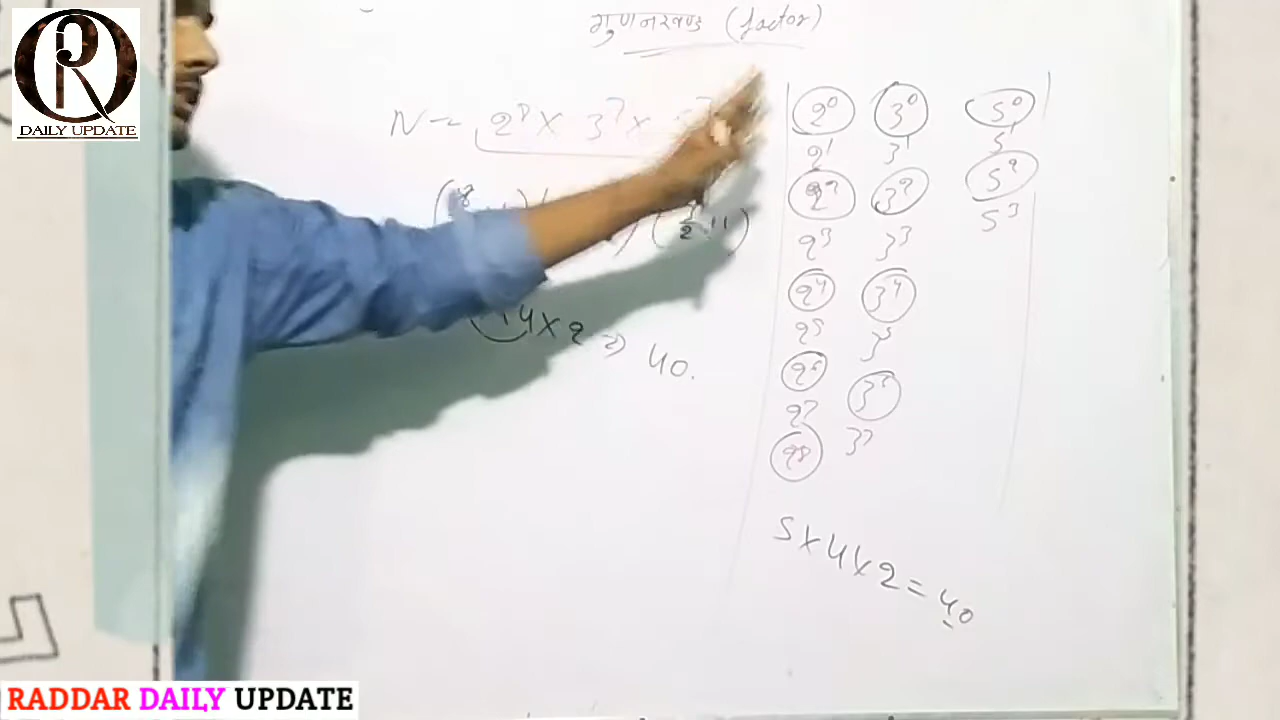 DAILY UPDATE
गुणनखण्ड (factor)
N = 2⁸ × 3⁷ ×
4 × 2 ⇒ 40.
2⁰ 3⁰ 5⁰
2¹ 3¹ 5¹
2² 3² 5²
2³ 3³ 5³
2⁴ 3⁴
2⁵ 3⁵
2⁶ 3⁶
2⁷ 3⁷
2⁸
5 × 4 × 2 = 40
RADDAR DAILY UPDATE